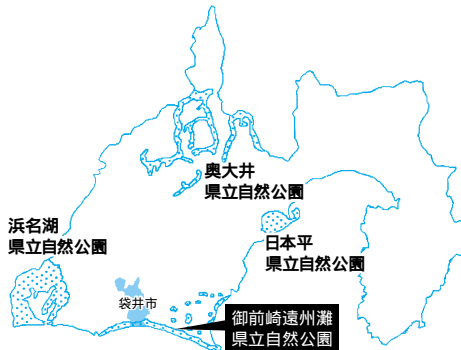 奥大井
県立自然公園
浜名湖
県立自然公園
日本平
県立自然公園
袋井市
御前崎遠州灘
県立自然公園